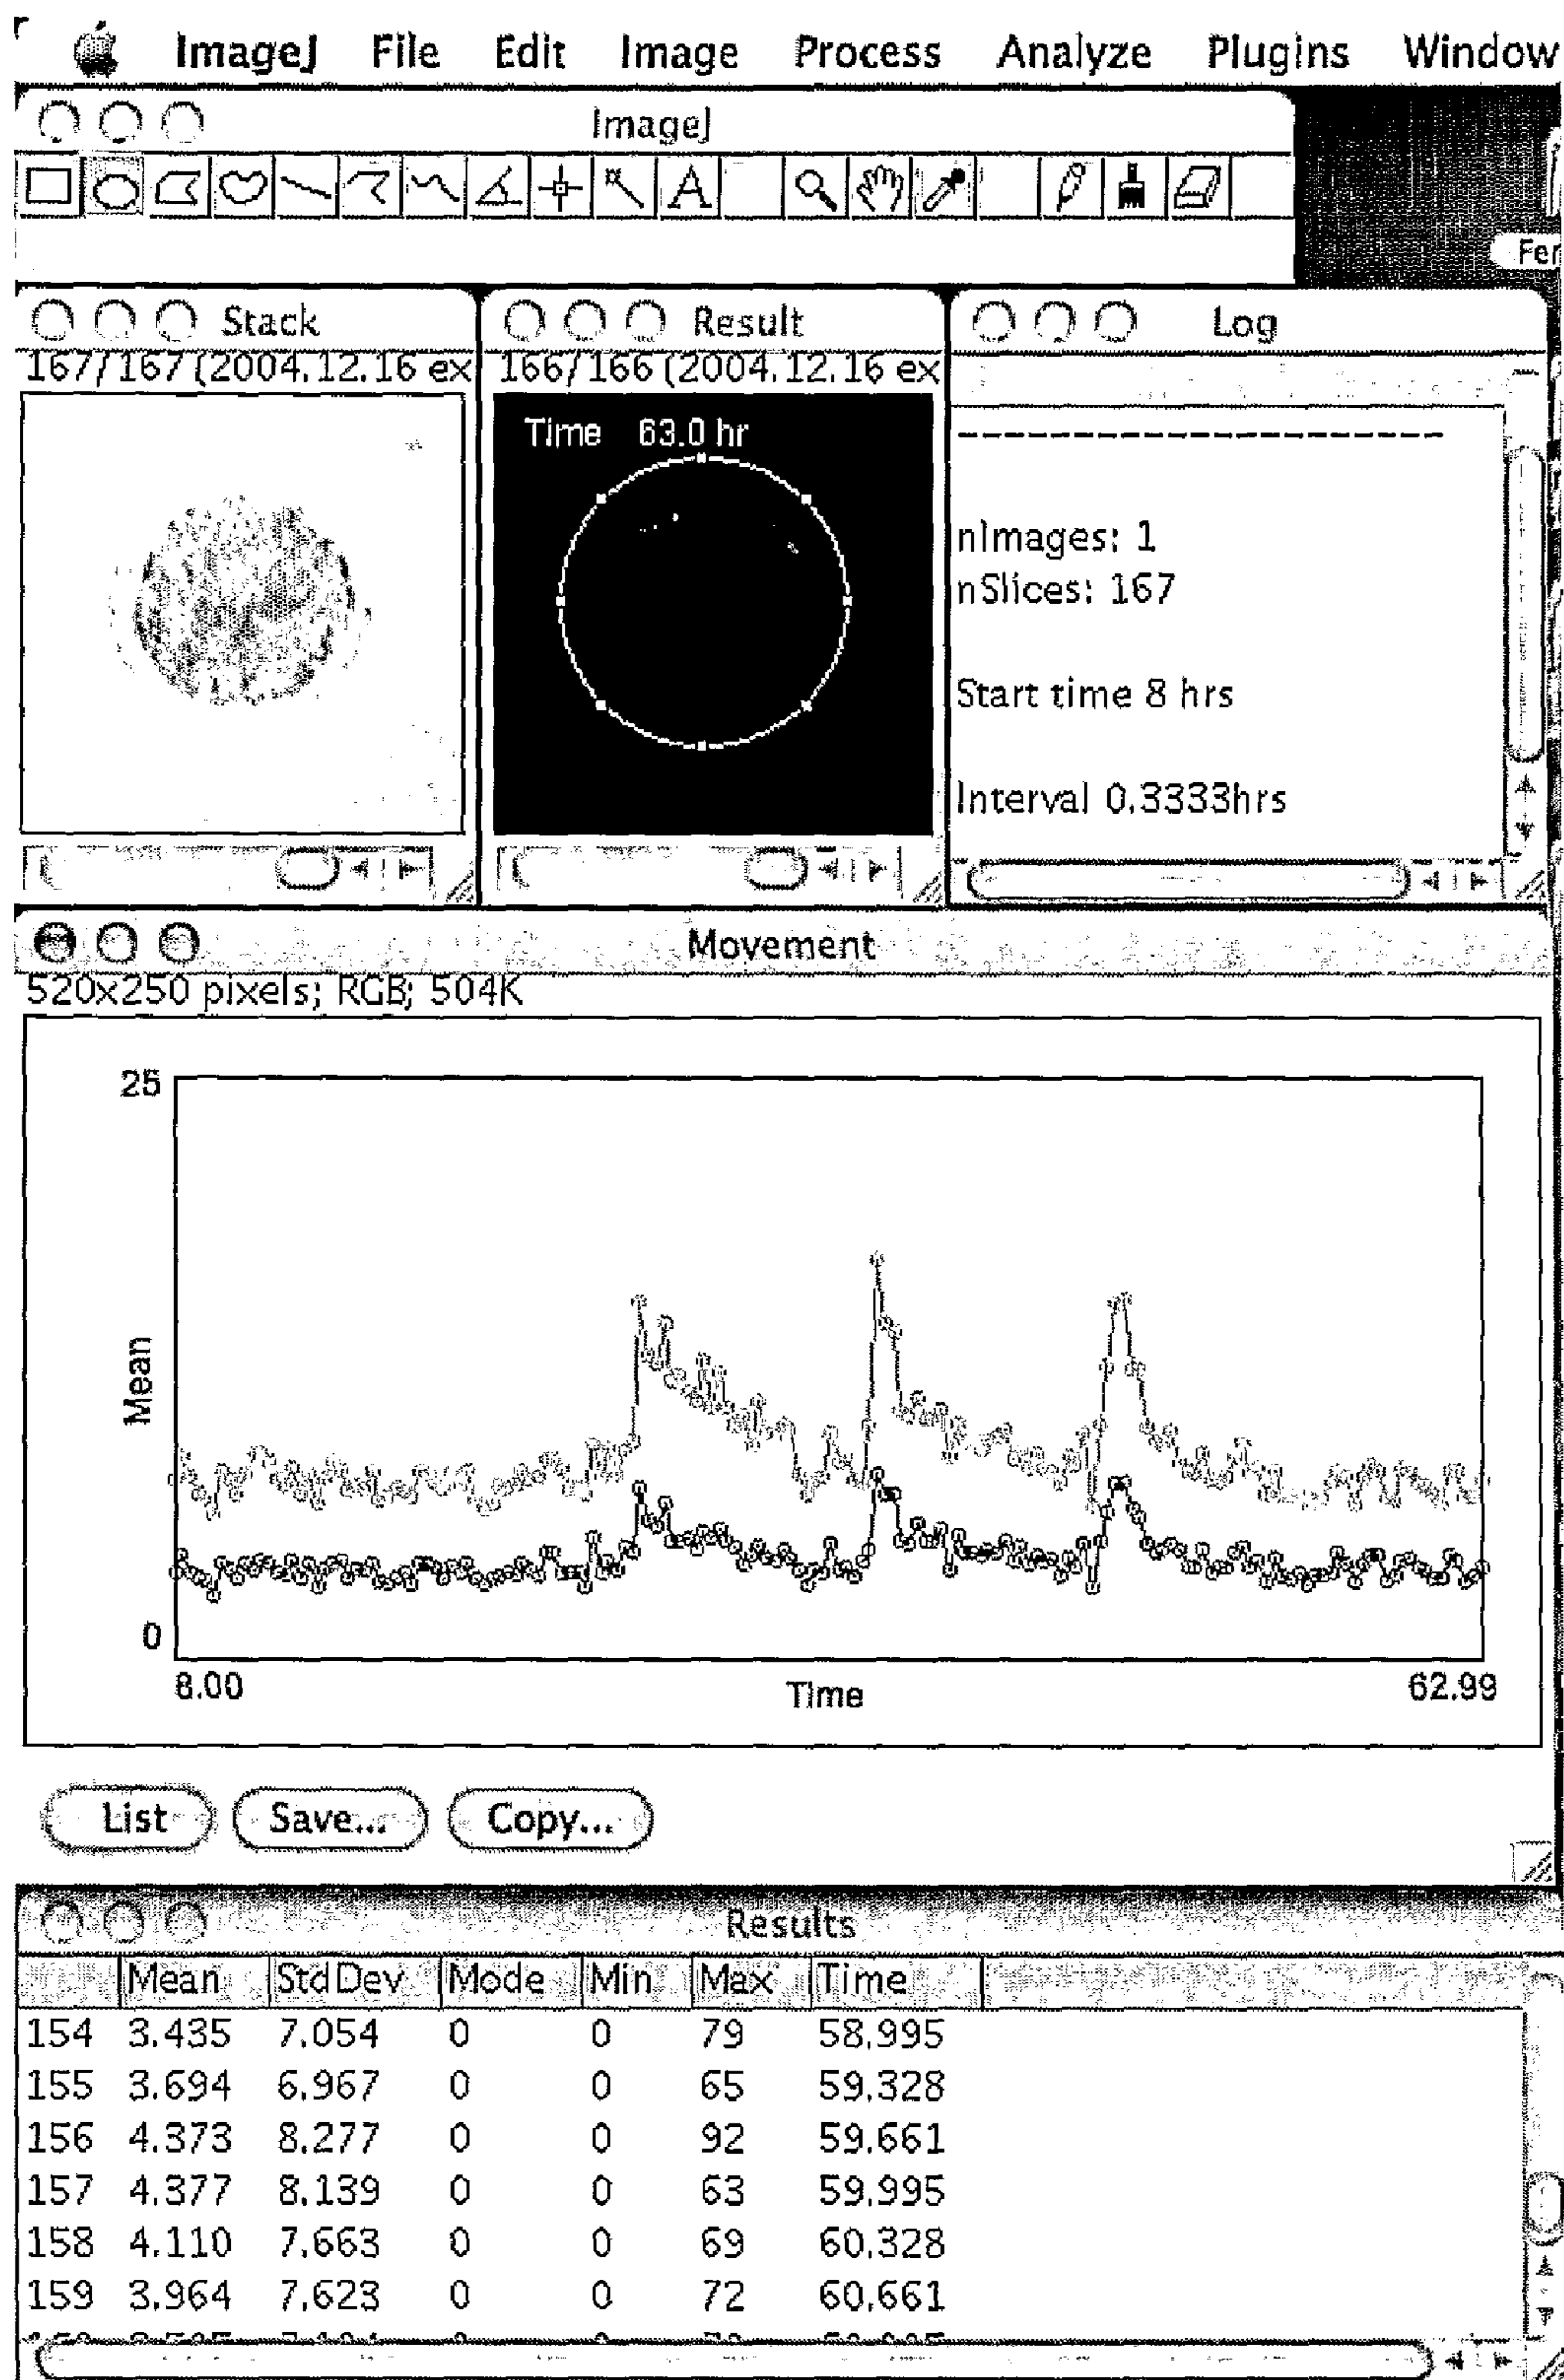 ImageJ File Edit Image Process Analyze Plugins Window
ImageJ
A
Fer
Stack
167/167 (2004.12.16 ex
Result
166/166 (2004.12.16 ex
Time 63.0 hr
Log
--------------------------
nImages: 1
nSlices: 167
Start time 8 hrs
Interval 0.3333hrs
Movement
520x250 pixels; RGB; 504K
25
Mean
0
8.00
Time
62.99
List Save... Copy...
Results
Mean StdDev Mode Min Max Time
154 3.435 7.054 0 0 79 58.995
155 3.694 6.967 0 0 65 59.328
156 4.373 8.277 0 0 92 59.661
157 4.377 8.139 0 0 63 59.995
158 4.110 7.663 0 0 69 60.328
159 3.964 7.623 0 0 72 60.661